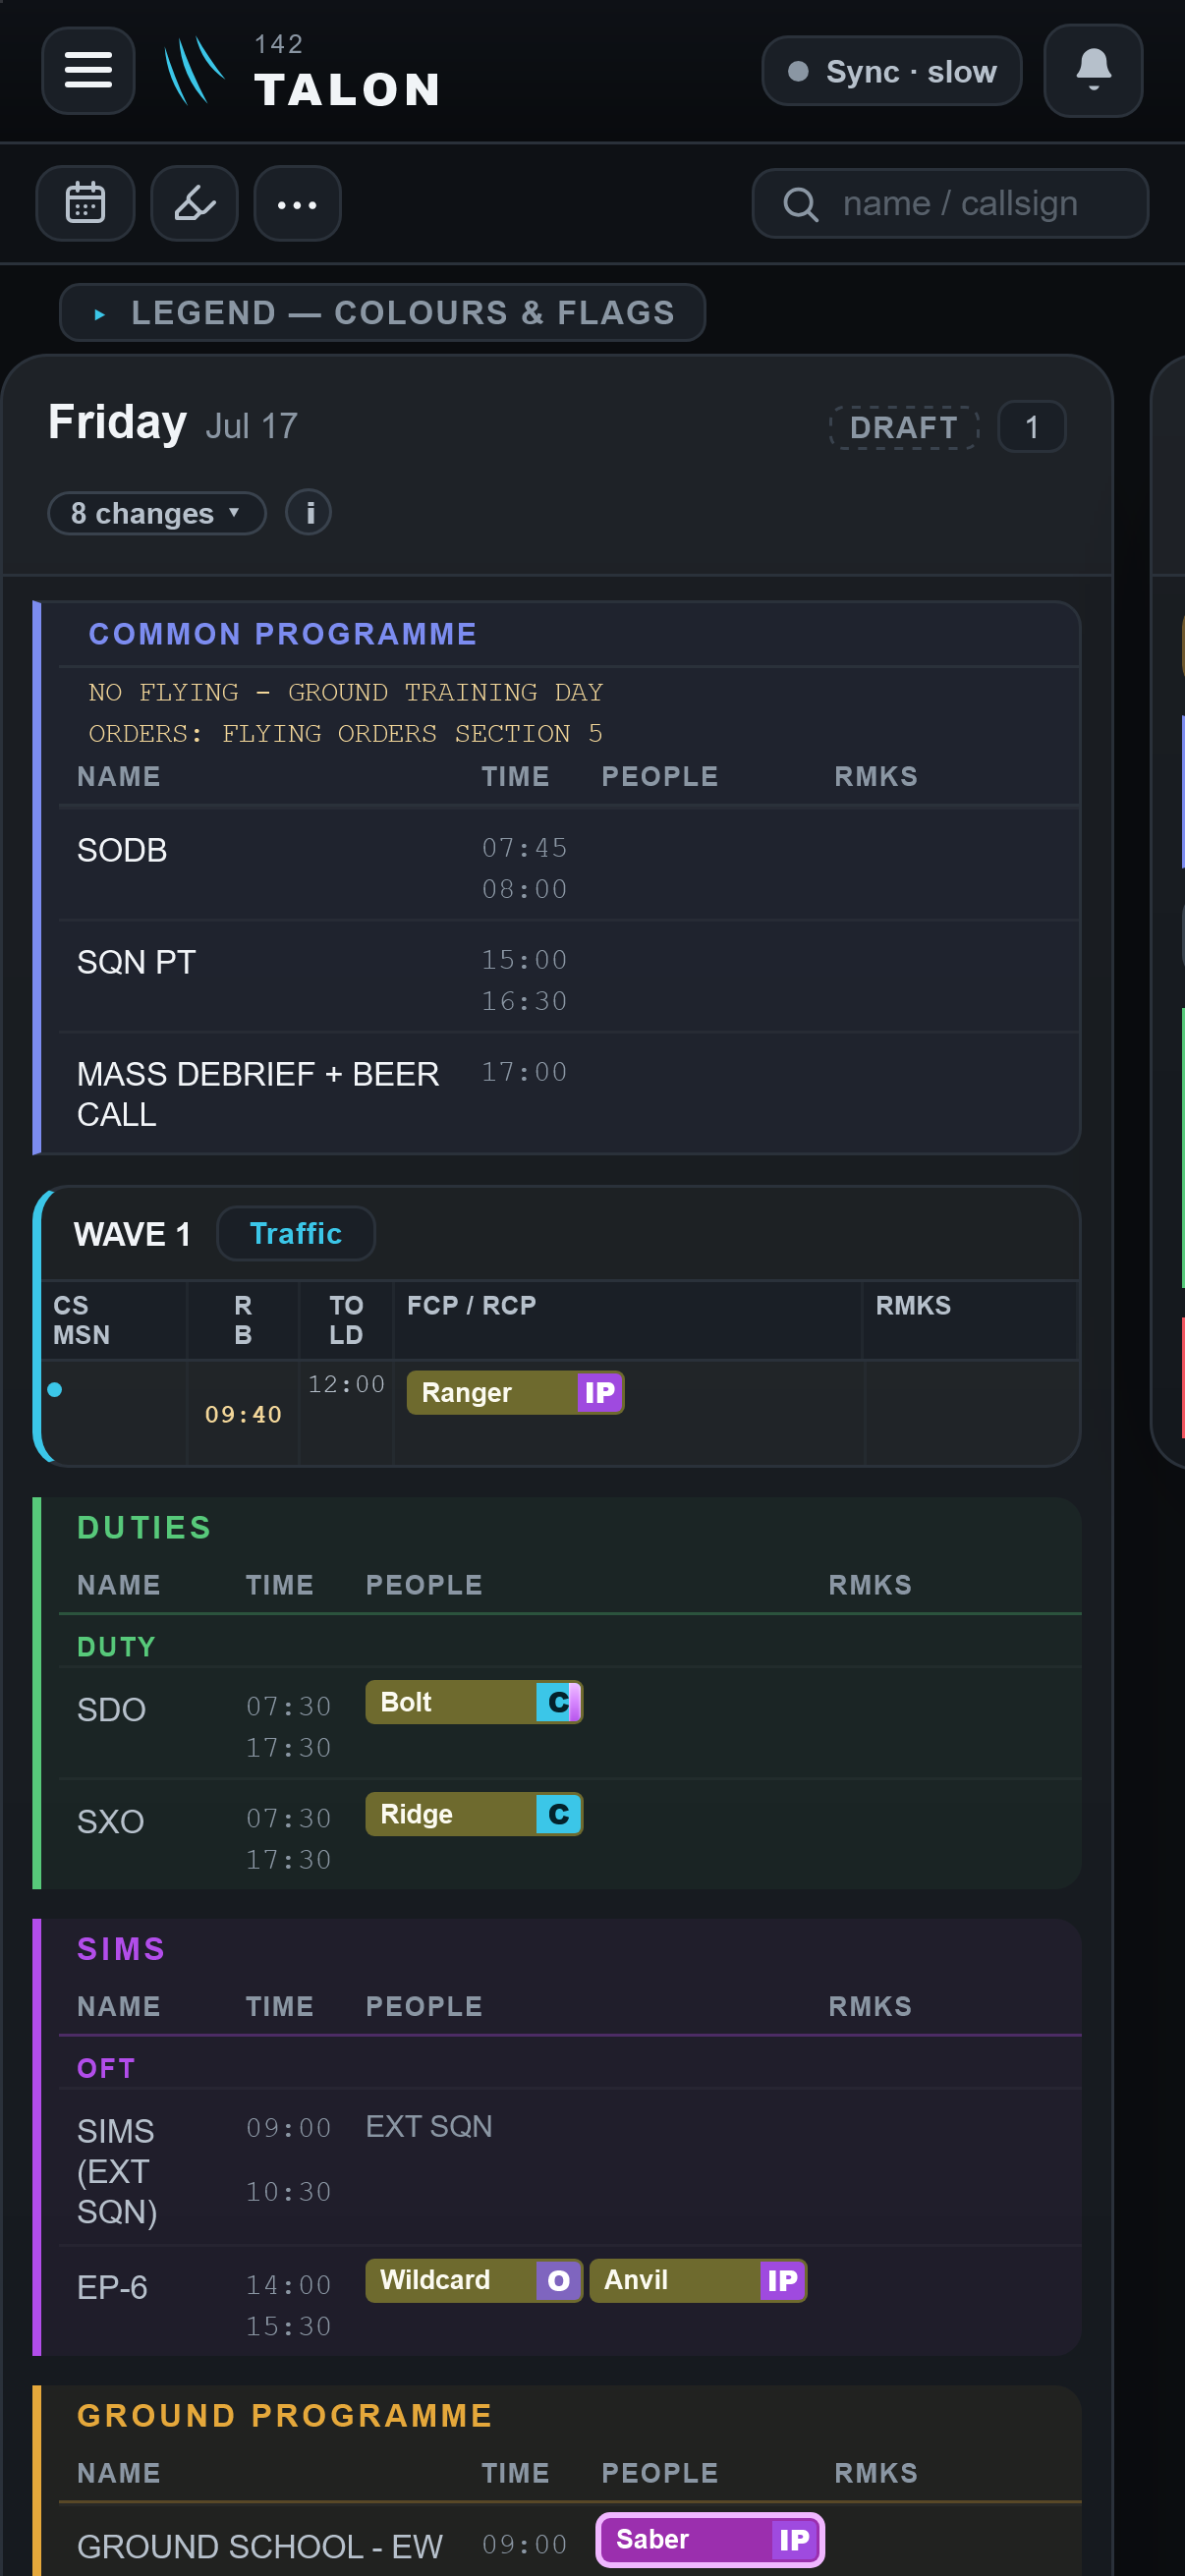 142
TALON
Sync · slow
name / callsign
LEGEND — COLOURS & FLAGS
Friday Jul 17
DRAFT 1
8 changes
i
COMMON PROGRAMME
NO FLYING - GROUND TRAINING DAY
ORDERS: FLYING ORDERS SECTION 5
NAME TIME PEOPLE RMKS
SODB 07:45
08:00
SQN PT 15:00
16:30
MASS DEBRIEF + BEER 17:00
CALL
WAVE 1 Traffic
CS R TO FCP / RCP RMKS
MSN B LD
12:00 Ranger IP
09:40
DUTIES
NAME TIME PEOPLE RMKS
DUTY
SDO 07:30 Bolt C
17:30
SXO 07:30 Ridge C
17:30
SIMS
NAME TIME PEOPLE RMKS
OFT
SIMS 09:00 EXT SQN
(EXT
10:30
SQN)
EP-6 14:00 Wildcard O Anvil IP
15:30
GROUND PROGRAMME
NAME TIME PEOPLE RMKS
GROUND SCHOOL - EW 09:00 Saber IP